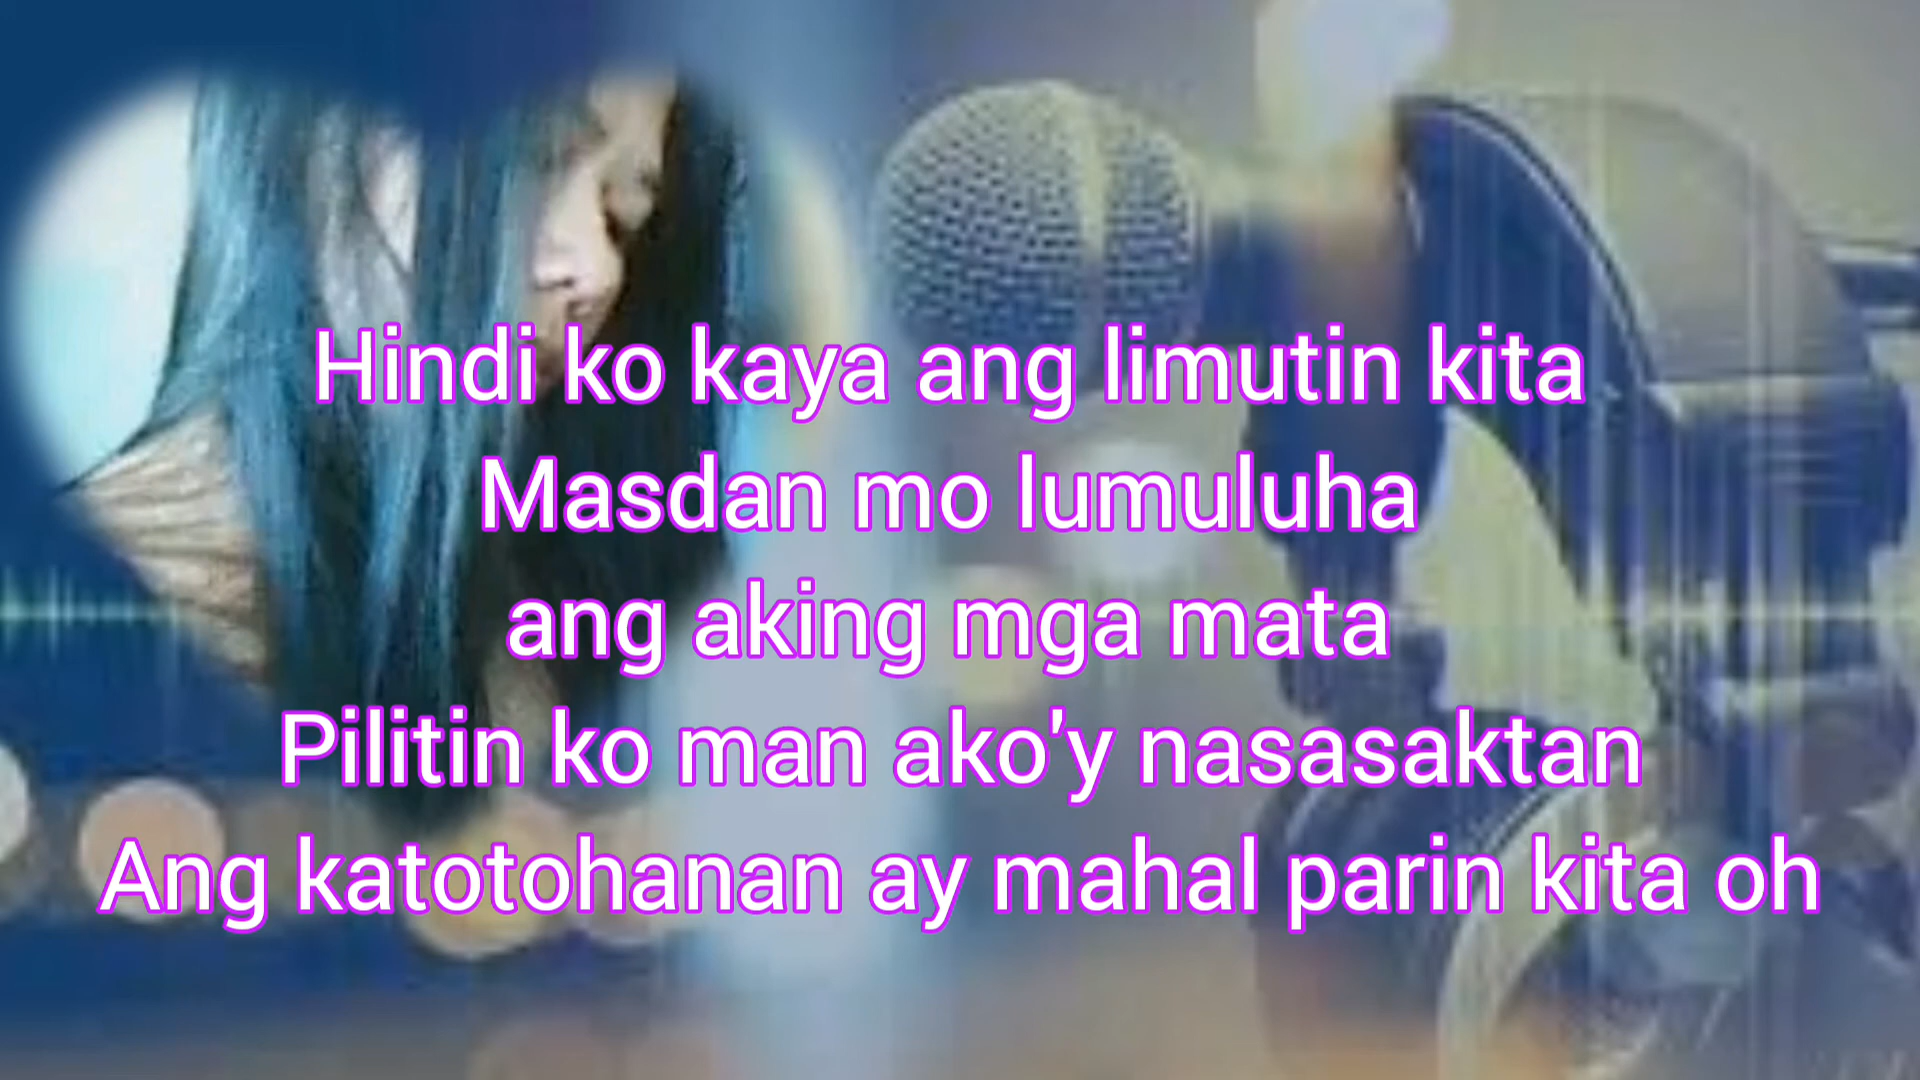 Hindi ko kaya ang limutin kita
Masdan mo lumuluha
ang aking mga mata
Pilitin ko man ako'y nasasaktan
Ang katotohanan ay mahal parin kita oh